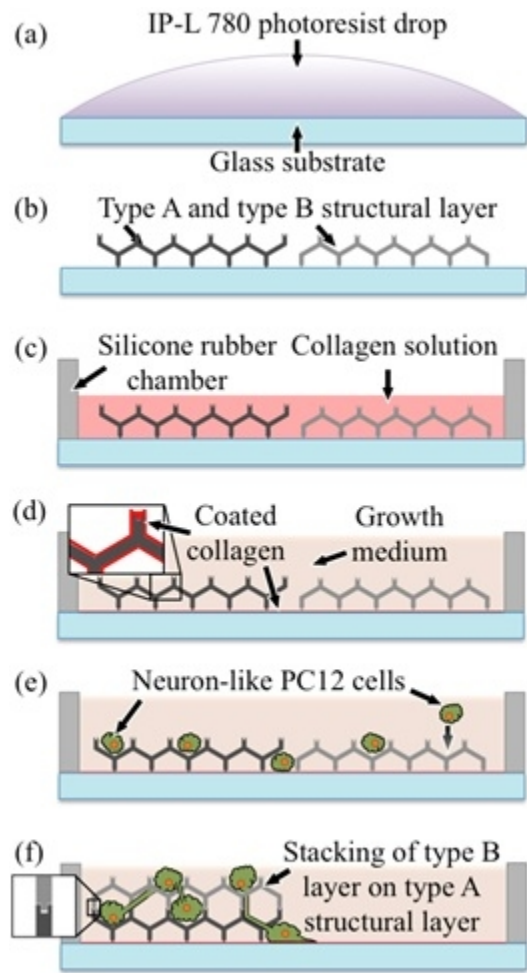 (a)
IP-L 780 photoresist drop
Glass substrate
(b)
Type A and type B structural layer
(c)
Silicone rubber
chamber
Collagen solution
(d)
Coated
collagen
Growth
medium
(e)
Neuron-like PC12 cells
(f)
Stacking of type B
layer on type A
structural layer